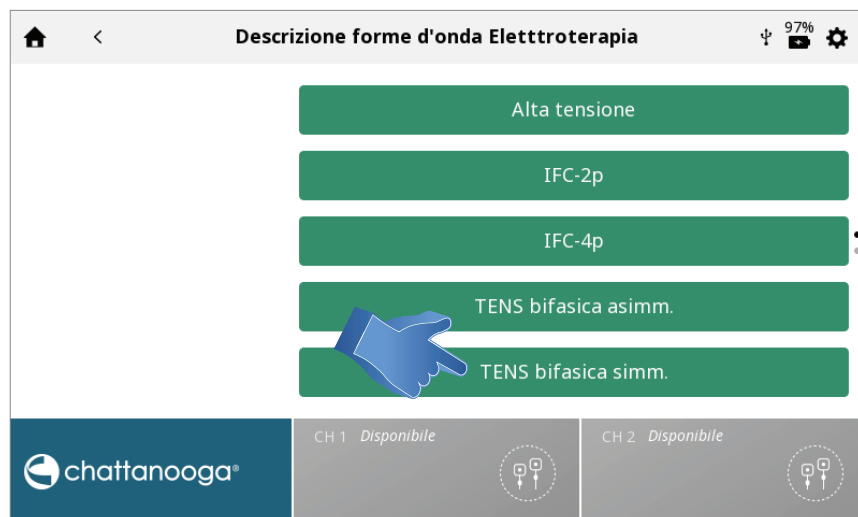 Descrizione forme d'onda Eletttroterapia
97%
Alta tensione
IFC-2p
IFC-4p
TENS bifasica asimm.
TENS bifasica simm.
chattanooga®
CH 1 Disponibile
CH 2 Disponibile